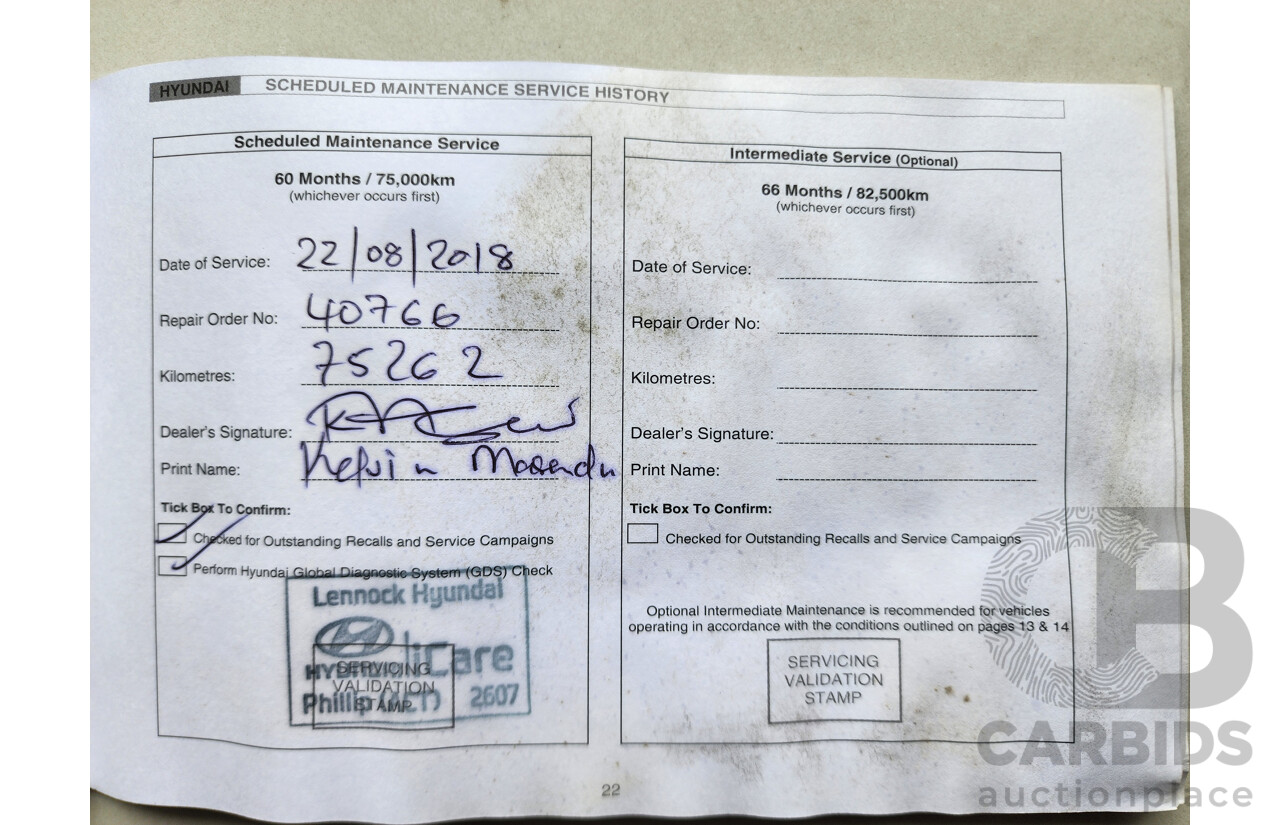 HYUNDAI SCHEDULED MAINTENANCE SERVICE HISTORY
Scheduled Maintenance Service
60 Months / 75,000km
(whichever occurs first)
Date of Service: 22/08/2018
Repair Order No: 40766
Kilometres: 75262
Dealer's Signature:
Print Name: Kelvin
Tick Box To Confirm:
Checked for Outstanding Recalls and Service Campaigns
Perform Hyundai Global Diagnostic System (GDS) Check
Lennock Hyundai
HYUNDAI iCare
SERVICING
VALIDATION
STAMP
Phillip (ACT) 2607
Intermediate Service (Optional)
66 Months / 82,500km
(whichever occurs first)
Date of Service:
Repair Order No:
Kilometres:
Dealer's Signature:
Print Name:
Tick Box To Confirm:
Checked for Outstanding Recalls and Service Campaigns
Optional Intermediate Maintenance is recommended for vehicles
operating in accordance with the conditions outlined on pages 13 & 14
SERVICING
VALIDATION
STAMP
22
CB
CARBIDS
auctionplace